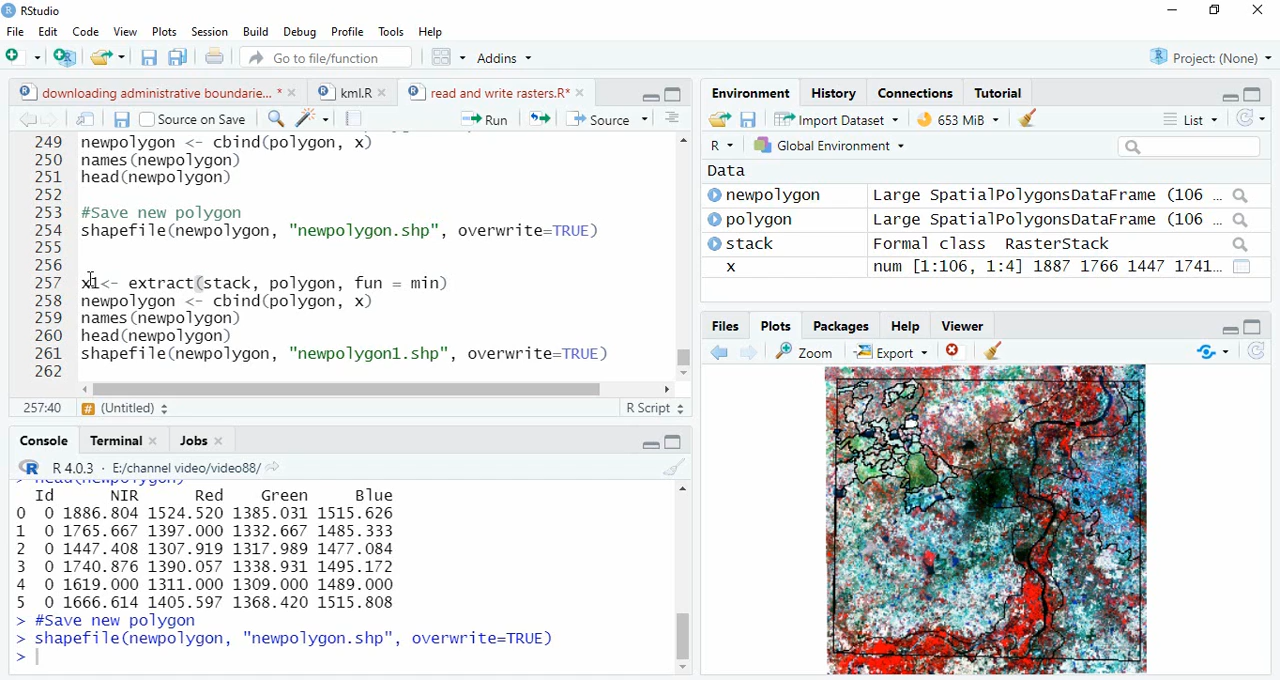 RStudio
File Edit Code View Plots Session Build Debug Profile Tools Help
Go to file/function Addins Project: (None)
downloading administrative boundarie... * kml.R read and write rasters.R*
Source on Save Run Source
249 newpolygon <- cbind(polygon, x)
250 names(newpolygon)
251 head(newpolygon)
252
253 #Save new polygon
254 shapefile(newpolygon, "newpolygon.shp", overwrite=TRUE)
255
256
257 x1<- extract(stack, polygon, fun = min)
258 newpolygon <- cbind(polygon, x)
259 names(newpolygon)
260 head(newpolygon)
261 shapefile(newpolygon, "newpolygon1.shp", overwrite=TRUE)
262
257:40 # (Untitled) R Script
Console Terminal Jobs
R R 4.0.3 · E:/channel video/video88/
> head(newpolygon)
Id NIR Red Green Blue
0 0 1886.804 1524.520 1385.031 1515.626
1 0 1765.667 1397.000 1332.667 1485.333
2 0 1447.408 1307.919 1317.989 1477.084
3 0 1740.876 1390.057 1338.931 1495.172
4 0 1619.000 1311.000 1309.000 1489.000
5 0 1666.614 1405.597 1368.420 1515.808
> #Save new polygon
> shapefile(newpolygon, "newpolygon.shp", overwrite=TRUE)
>
Environment History Connections Tutorial
Import Dataset 653 MiB List
R Global Environment
Data
newpolygon Large SpatialPolygonsDataFrame (106 ...
polygon Large SpatialPolygonsDataFrame (106 ...
stack Formal class RasterStack
x num [1:106, 1:4] 1887 1766 1447 1741...
Files Plots Packages Help Viewer
Zoom Export